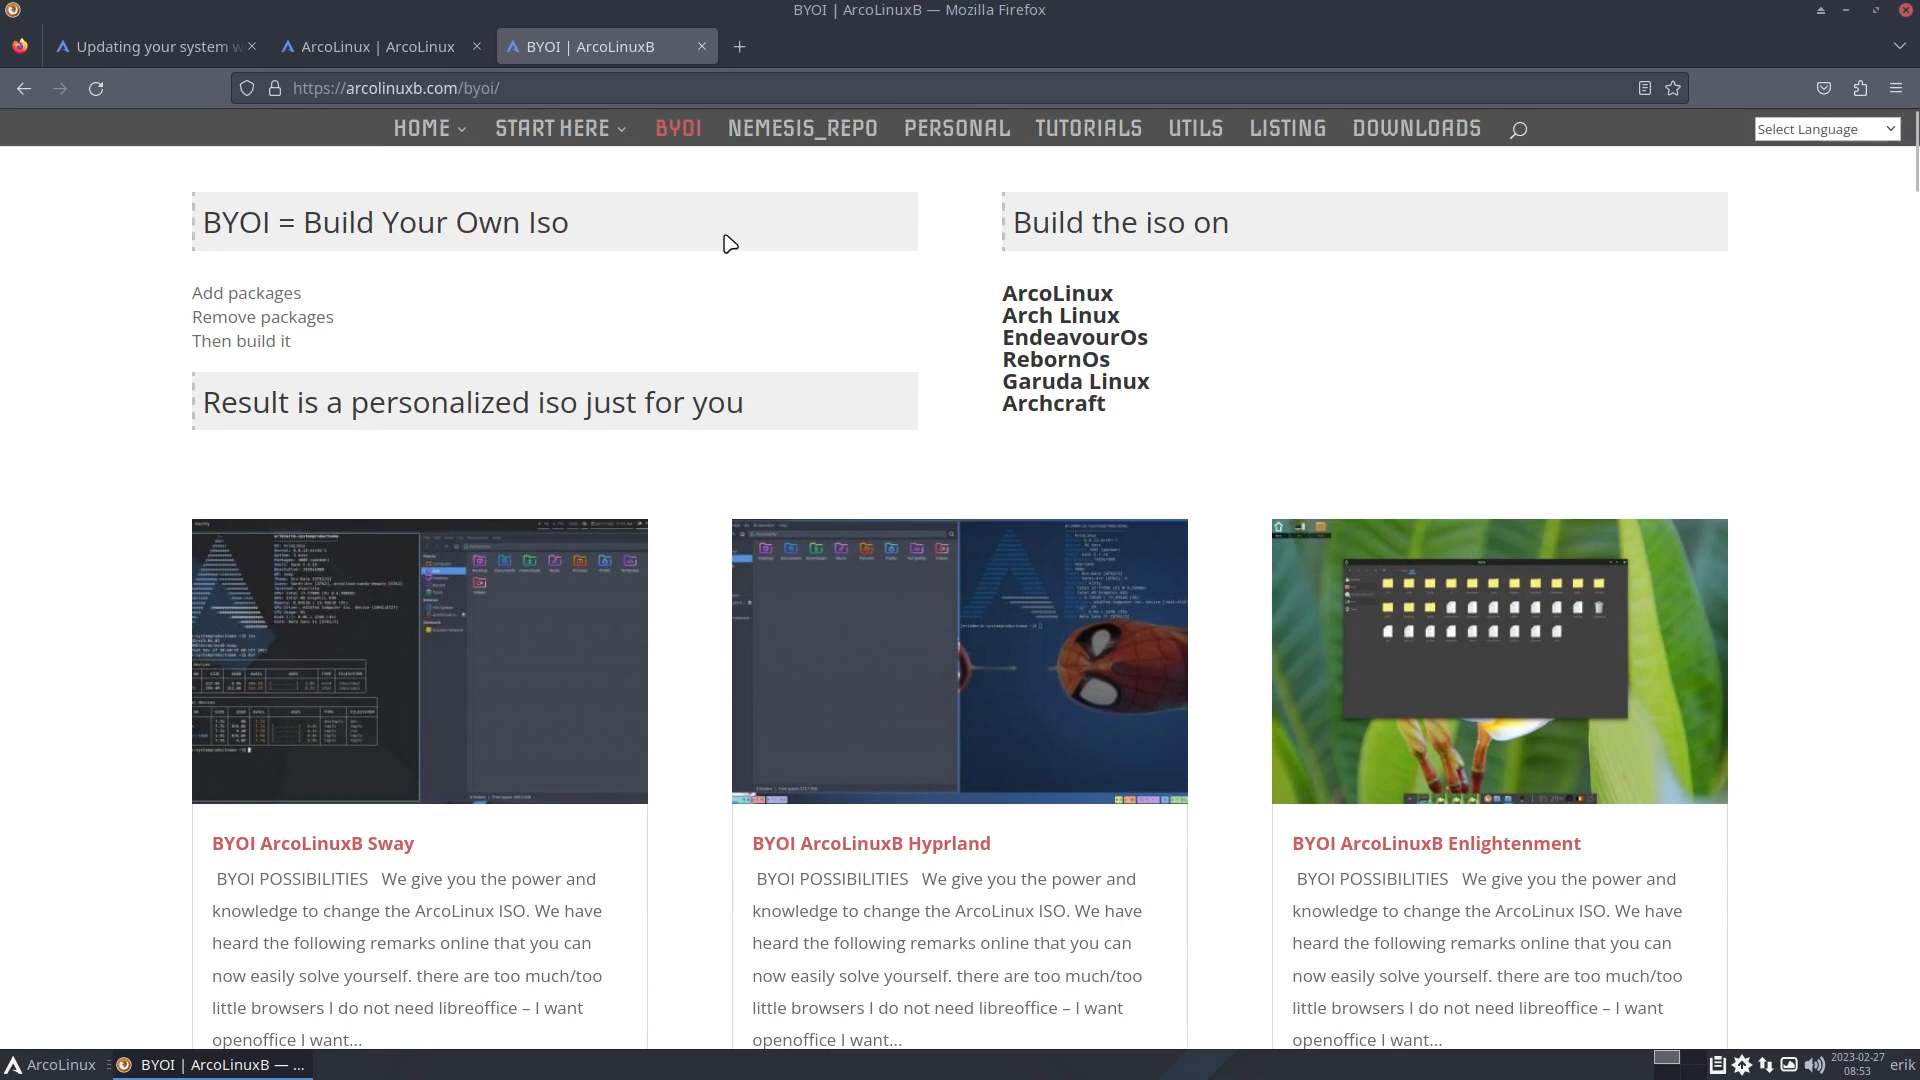 BYOI | ArcoLinuxB — Mozilla Firefox
Updating your system w
ArcoLinux | ArcoLinux
BYOI | ArcoLinuxB
https://arcolinuxb.com/byoi/
HOME
START HERE
BYOI
NEMESIS_REPO
PERSONAL
TUTORIALS
UTILS
LISTING
DOWNLOADS
Select Language
BYOI = Build Your Own Iso
Add packages
Remove packages
Then build it
Result is a personalized iso just for you
Build the iso on
ArcoLinux
Arch Linux
EndeavourOs
RebornOs
Garuda Linux
Archcraft
BYOI ArcoLinuxB Sway
BYOI POSSIBILITIES   We give you the power and
knowledge to change the ArcoLinux ISO. We have
heard the following remarks online that you can
now easily solve yourself. there are too much/too
little browsers I do not need libreoffice – I want
openoffice I want...
BYOI ArcoLinuxB Hyprland
BYOI POSSIBILITIES   We give you the power and
knowledge to change the ArcoLinux ISO. We have
heard the following remarks online that you can
now easily solve yourself. there are too much/too
little browsers I do not need libreoffice – I want
openoffice I want...
BYOI ArcoLinuxB Enlightenment
BYOI POSSIBILITIES   We give you the power and
knowledge to change the ArcoLinux ISO. We have
heard the following remarks online that you can
now easily solve yourself. there are too much/too
little browsers I do not need libreoffice – I want
openoffice I want...
ArcoLinux
BYOI | ArcoLinuxB — ...
2023-02-27
08:53
erik